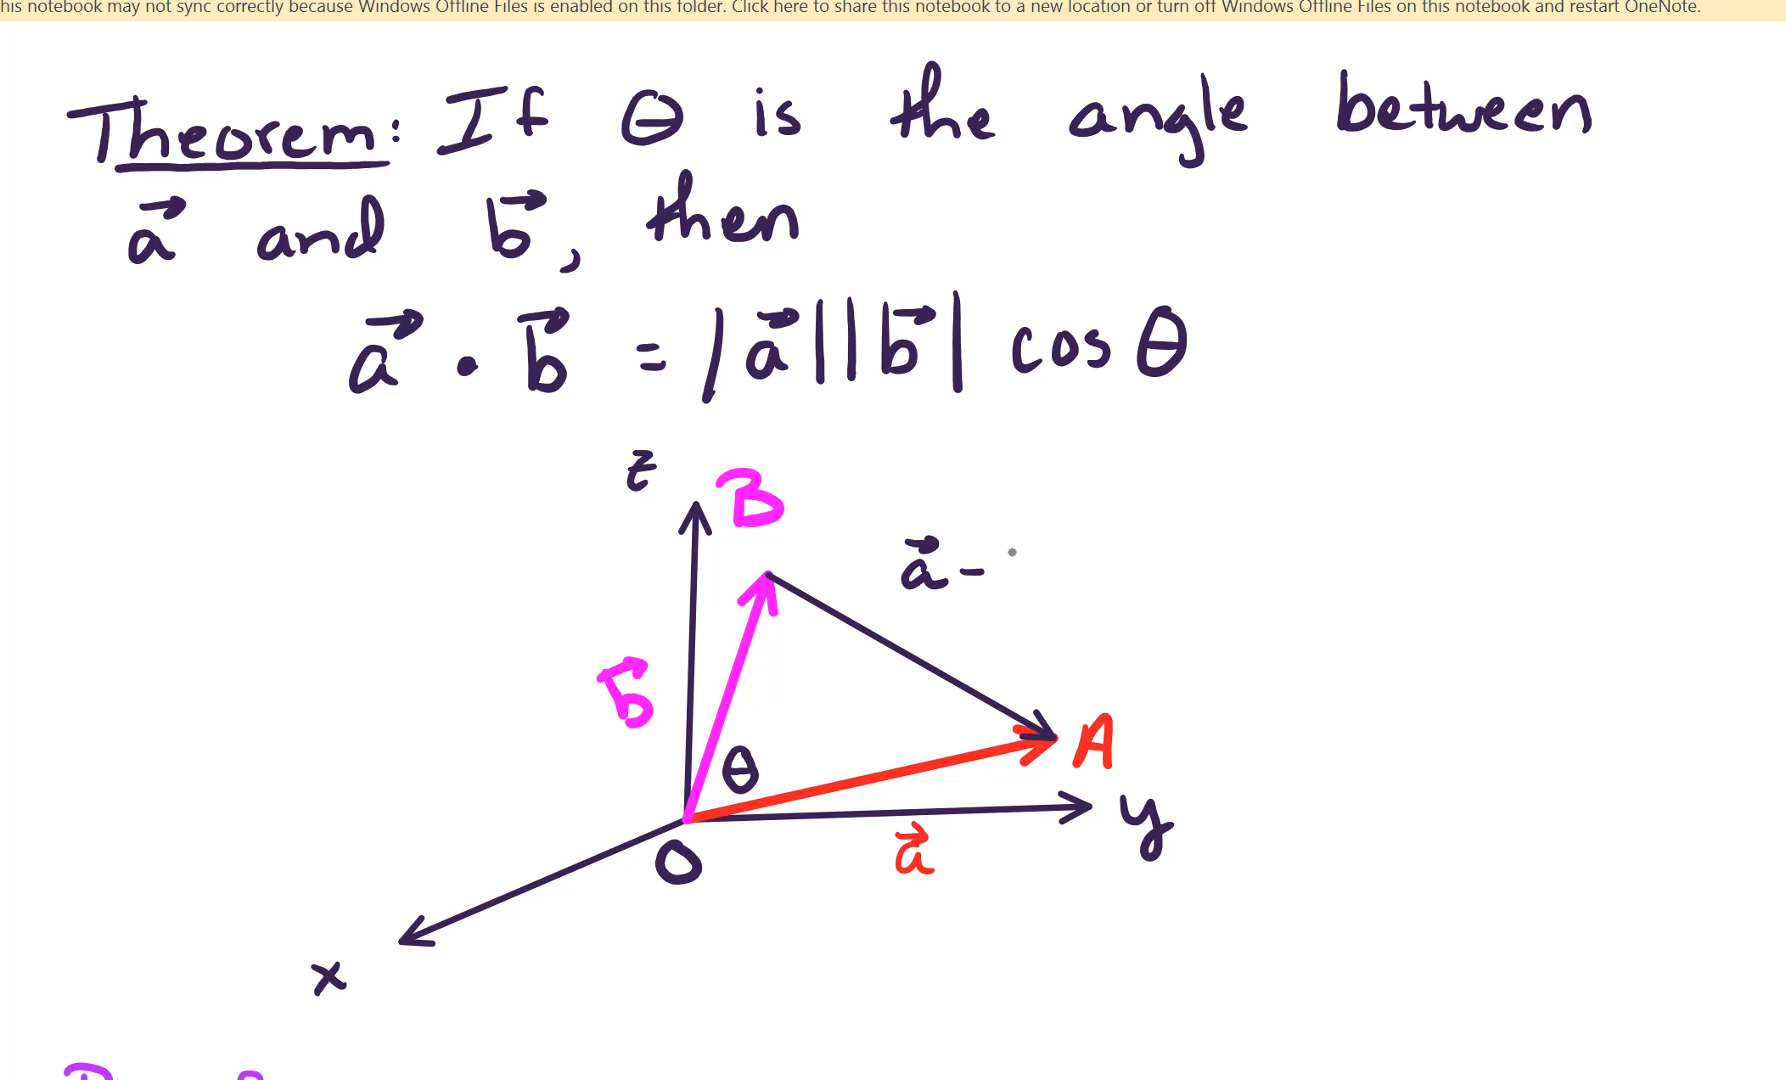 his notebook may not sync correctly because Windows Offline Files is enabled on this folder. Click here to share this notebook to a new location or turn off Windows Offline Files on this notebook and restart OneNote.
Theorem: If θ is the angle between
a⃗ and b⃗, then
a⃗ · b⃗ = |a⃗||b⃗| cos θ
z
B
a⃗ -
b⃗
A
θ
y
a⃗
O
x